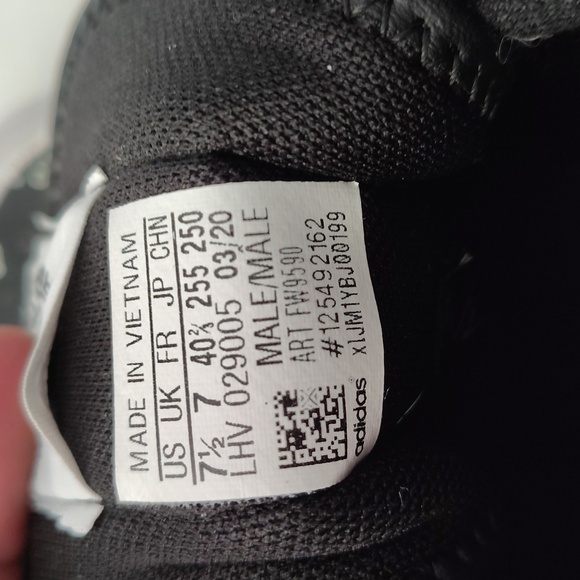 MADE IN VIETNAM
US UK FR JP CHN
7½ 7 40⅔ 255 250
LHV 029005 03/20
MALE/MALE
ART FW9590
#125492162
X1JM1YBJ00199
adidas